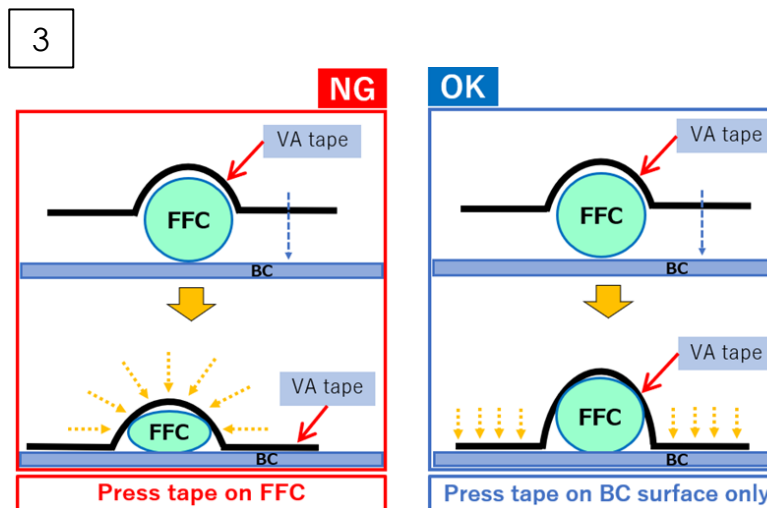 3
NG
OK
VA tape
FFC
BC
VA tape
FFC
BC
VA tape
FFC
BC
VA tape
FFC
BC
Press tape on FFC
Press tape on BC surface only